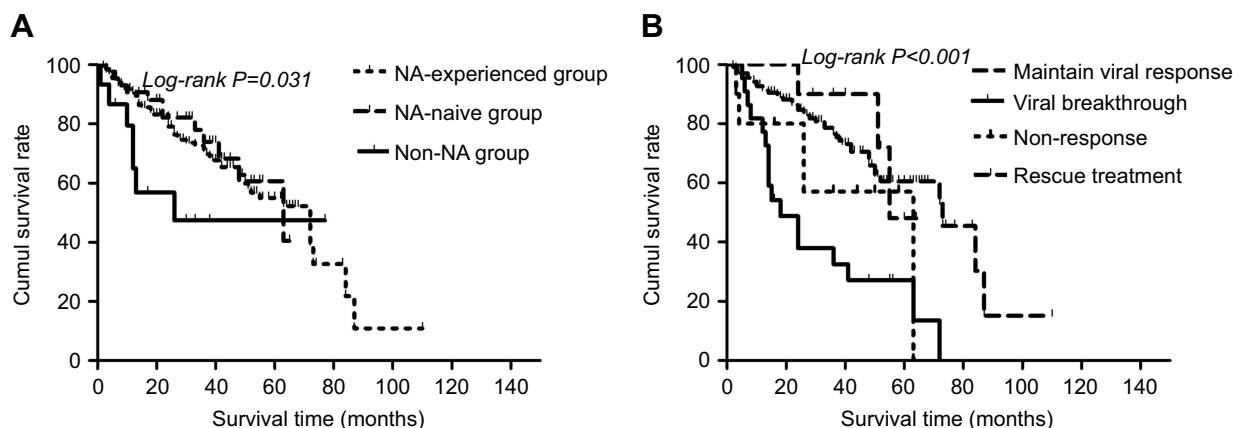 A
Cumul survival rate
100
80
60
40
20
0
Log-rank P=0.031
NA-experienced group
NA-naive group
Non-NA group
0 20 40 60 80 100 120 140
Survival time (months)
B
Cumul survival rate
100
80
60
40
20
0
Log-rank P<0.001
Maintain viral response
Viral breakthrough
Non-response
Rescue treatment
0 20 40 60 80 100 120 140
Survival time (months)